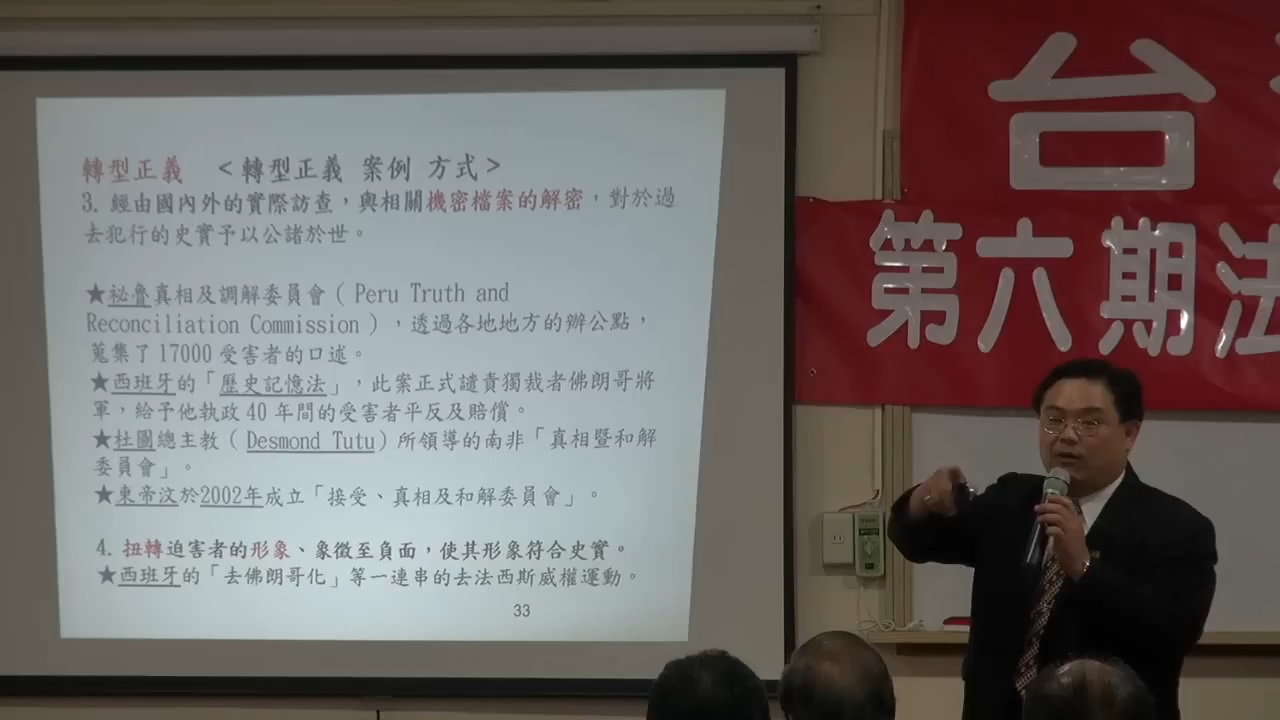 轉型正義 <轉型正義 案例 方式>
3. 經由國內外的實際訪查，與相關機密檔案的解密，對於過
去犯行的史實予以公諸於世。
★祕魯真相及調解委員會( Peru Truth and
Reconciliation Commission )，透過各地地方的辦公點，
蒐集了17000受害者的口述。
★西班牙的「歷史記憶法」，此案正式譴責獨裁者佛朗哥將
軍，給予他執政40年間的受害者平反及賠償。
★杜圖總主教( Desmond Tutu)所領導的南非「真相暨和解
委員會」。
★東帝汶於2002年成立「接受、真相及和解委員會」。
4. 扭轉迫害者的形象、象徵至負面，使其形象符合史實。
★西班牙的「去佛朗哥化」等一連串的去法西斯威權運動。
33
台
第六期法